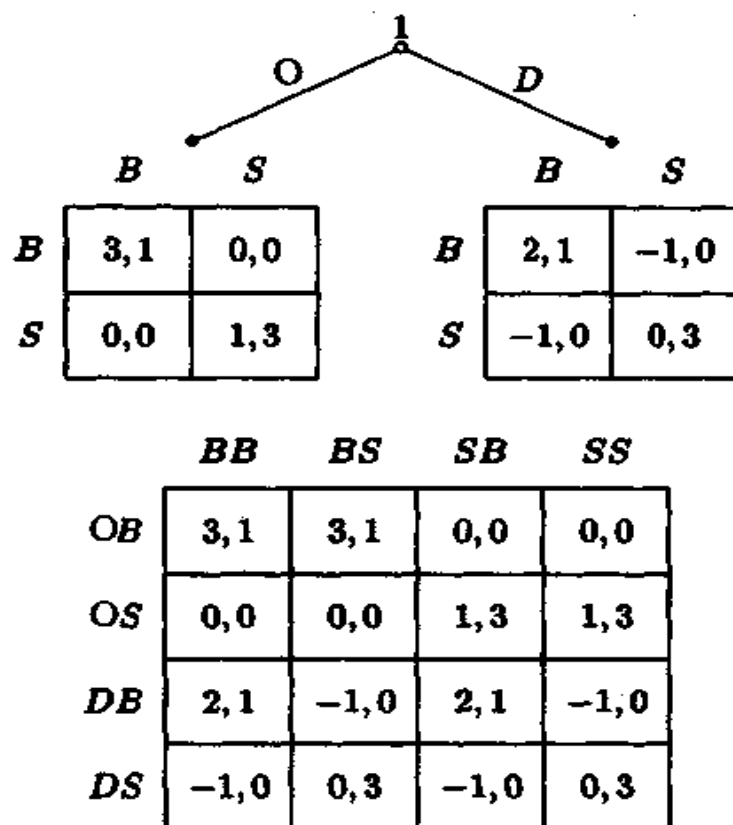 1
O D
B S B S
B 3, 1 0, 0 B 2, 1 −1, 0
S 0, 0 1, 3 S −1, 0 0, 3
BB BS SB SS
OB 3, 1 3, 1 0, 0 0, 0
OS 0, 0 0, 0 1, 3 1, 3
DB 2, 1 −1, 0 2, 1 −1, 0
DS −1, 0 0, 3 −1, 0 0, 3